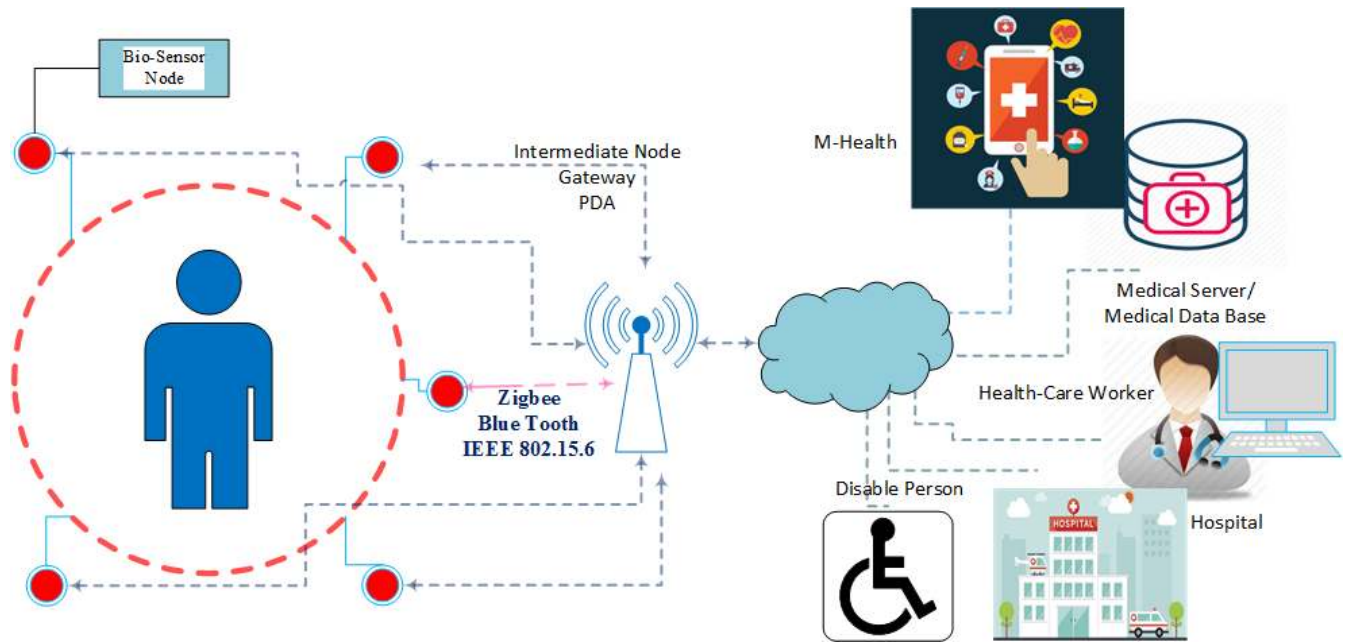 Bio-Sensor
Node
Intermediate Node
Gateway
PDA
M-Health
Zigbee
Blue Tooth
IEEE 802.15.6
Medical Server/
Medical Data Base
Health-Care Worker
Disable Person
HOSPITAL
Hospital